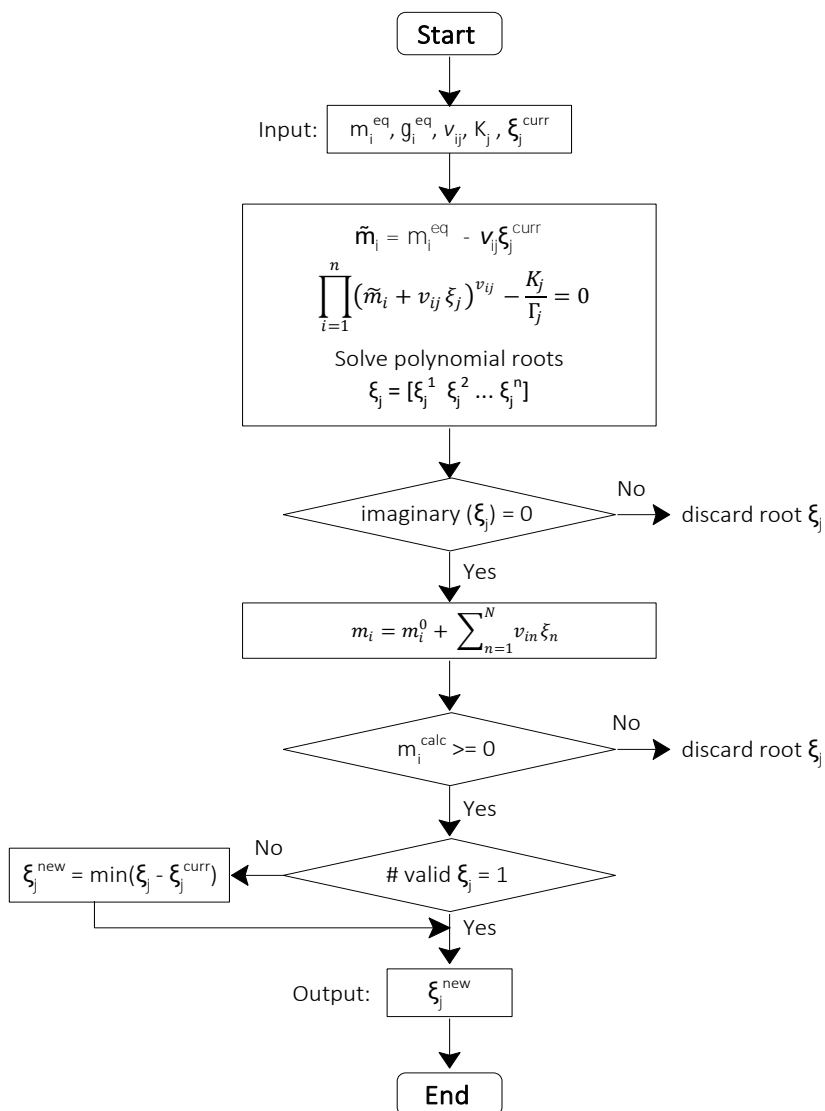 Start
Input: m_i^eq, g_i^eq, v_ij, K_j , ξ_j^curr
m̃_i = m_i^eq - v_ijξ_j^curr
∏_{i=1}^{n} (m̃_i + v_ij ξ_j)^{v_ij} − K_j/Γ_j = 0
Solve polynomial roots
ξ_j = [ξ_j^1 ξ_j^2 ... ξ_j^n]
imaginary (ξ_j) = 0
No
discard root ξ_j
Yes
m_i = m_i^0 + ∑_{n=1}^{N} v_in ξ_n
m_i^calc >= 0
No
discard root ξ_j
Yes
# valid ξ_j = 1
No
ξ_j^new = min(ξ_j - ξ_j^curr)
Yes
Output: ξ_j^new
End